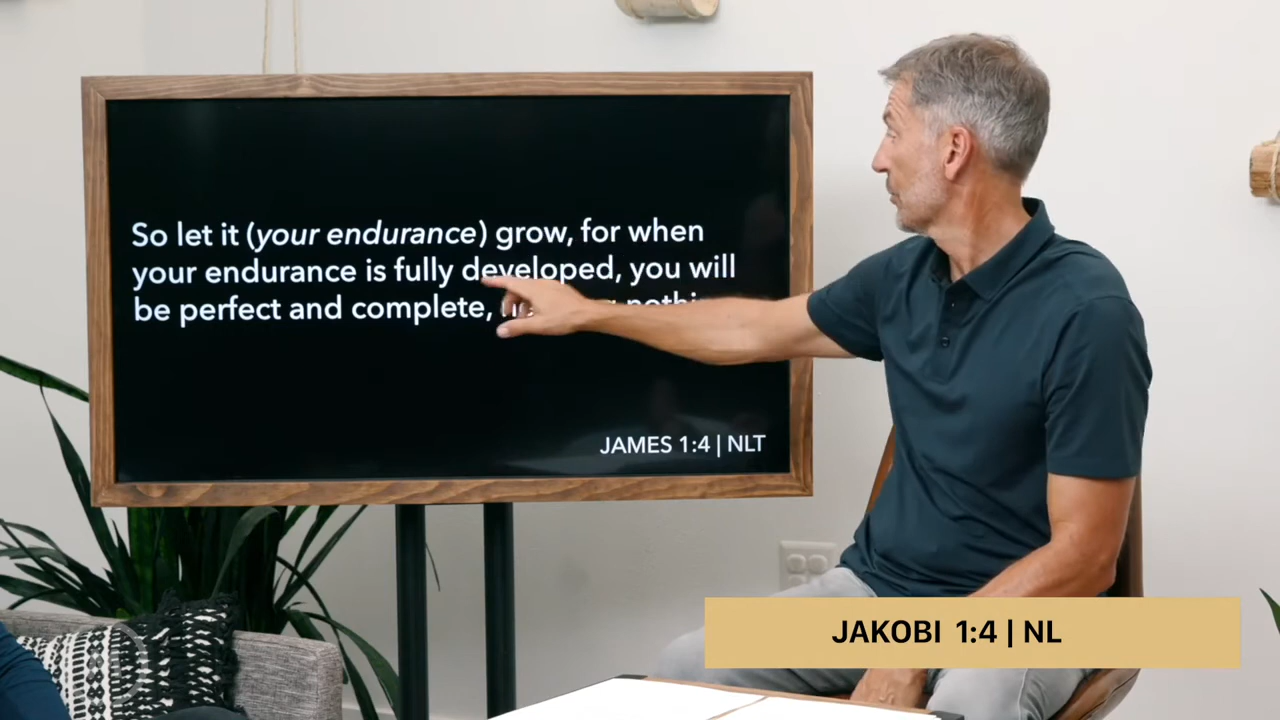 So let it (your endurance) grow, for when
your endurance is fully developed, you will
be perfect and complete,
JAMES 1:4 | NLT
JAKOBI 1:4 | NL